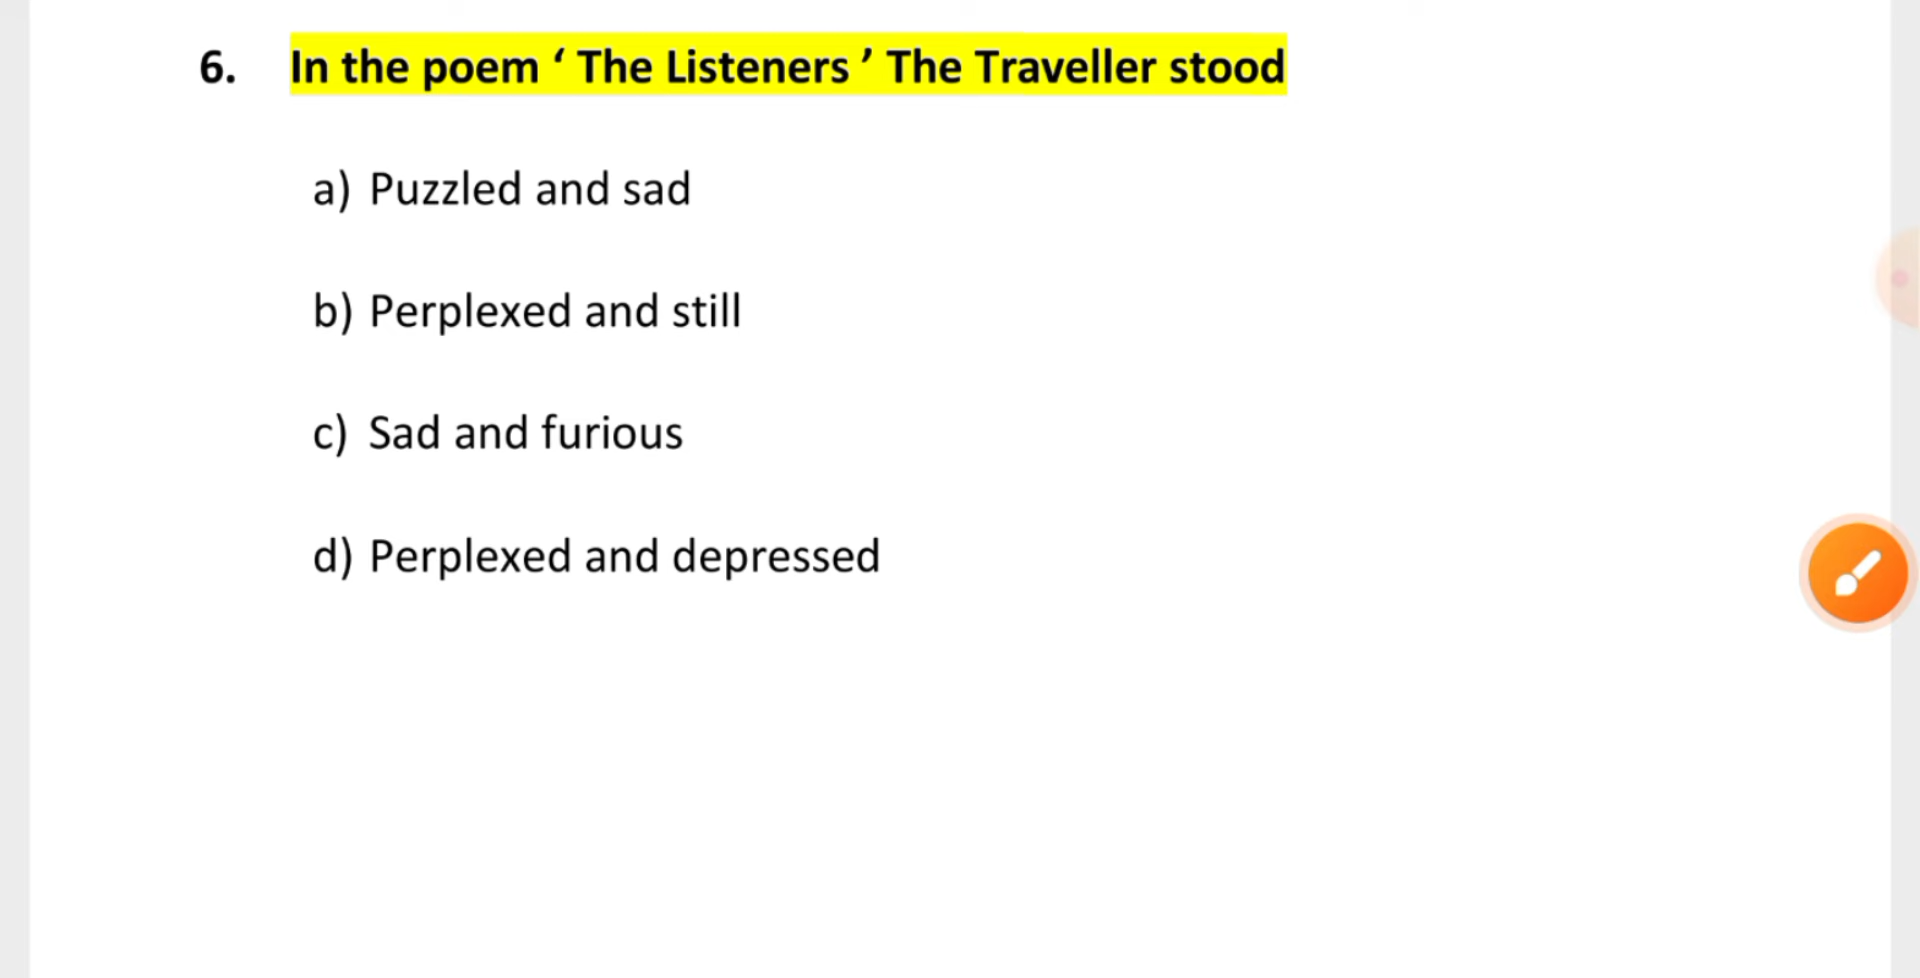 6. In the poem ‘ The Listeners ’ The Traveller stood
a) Puzzled and sad
b) Perplexed and still
c) Sad and furious
d) Perplexed and depressed